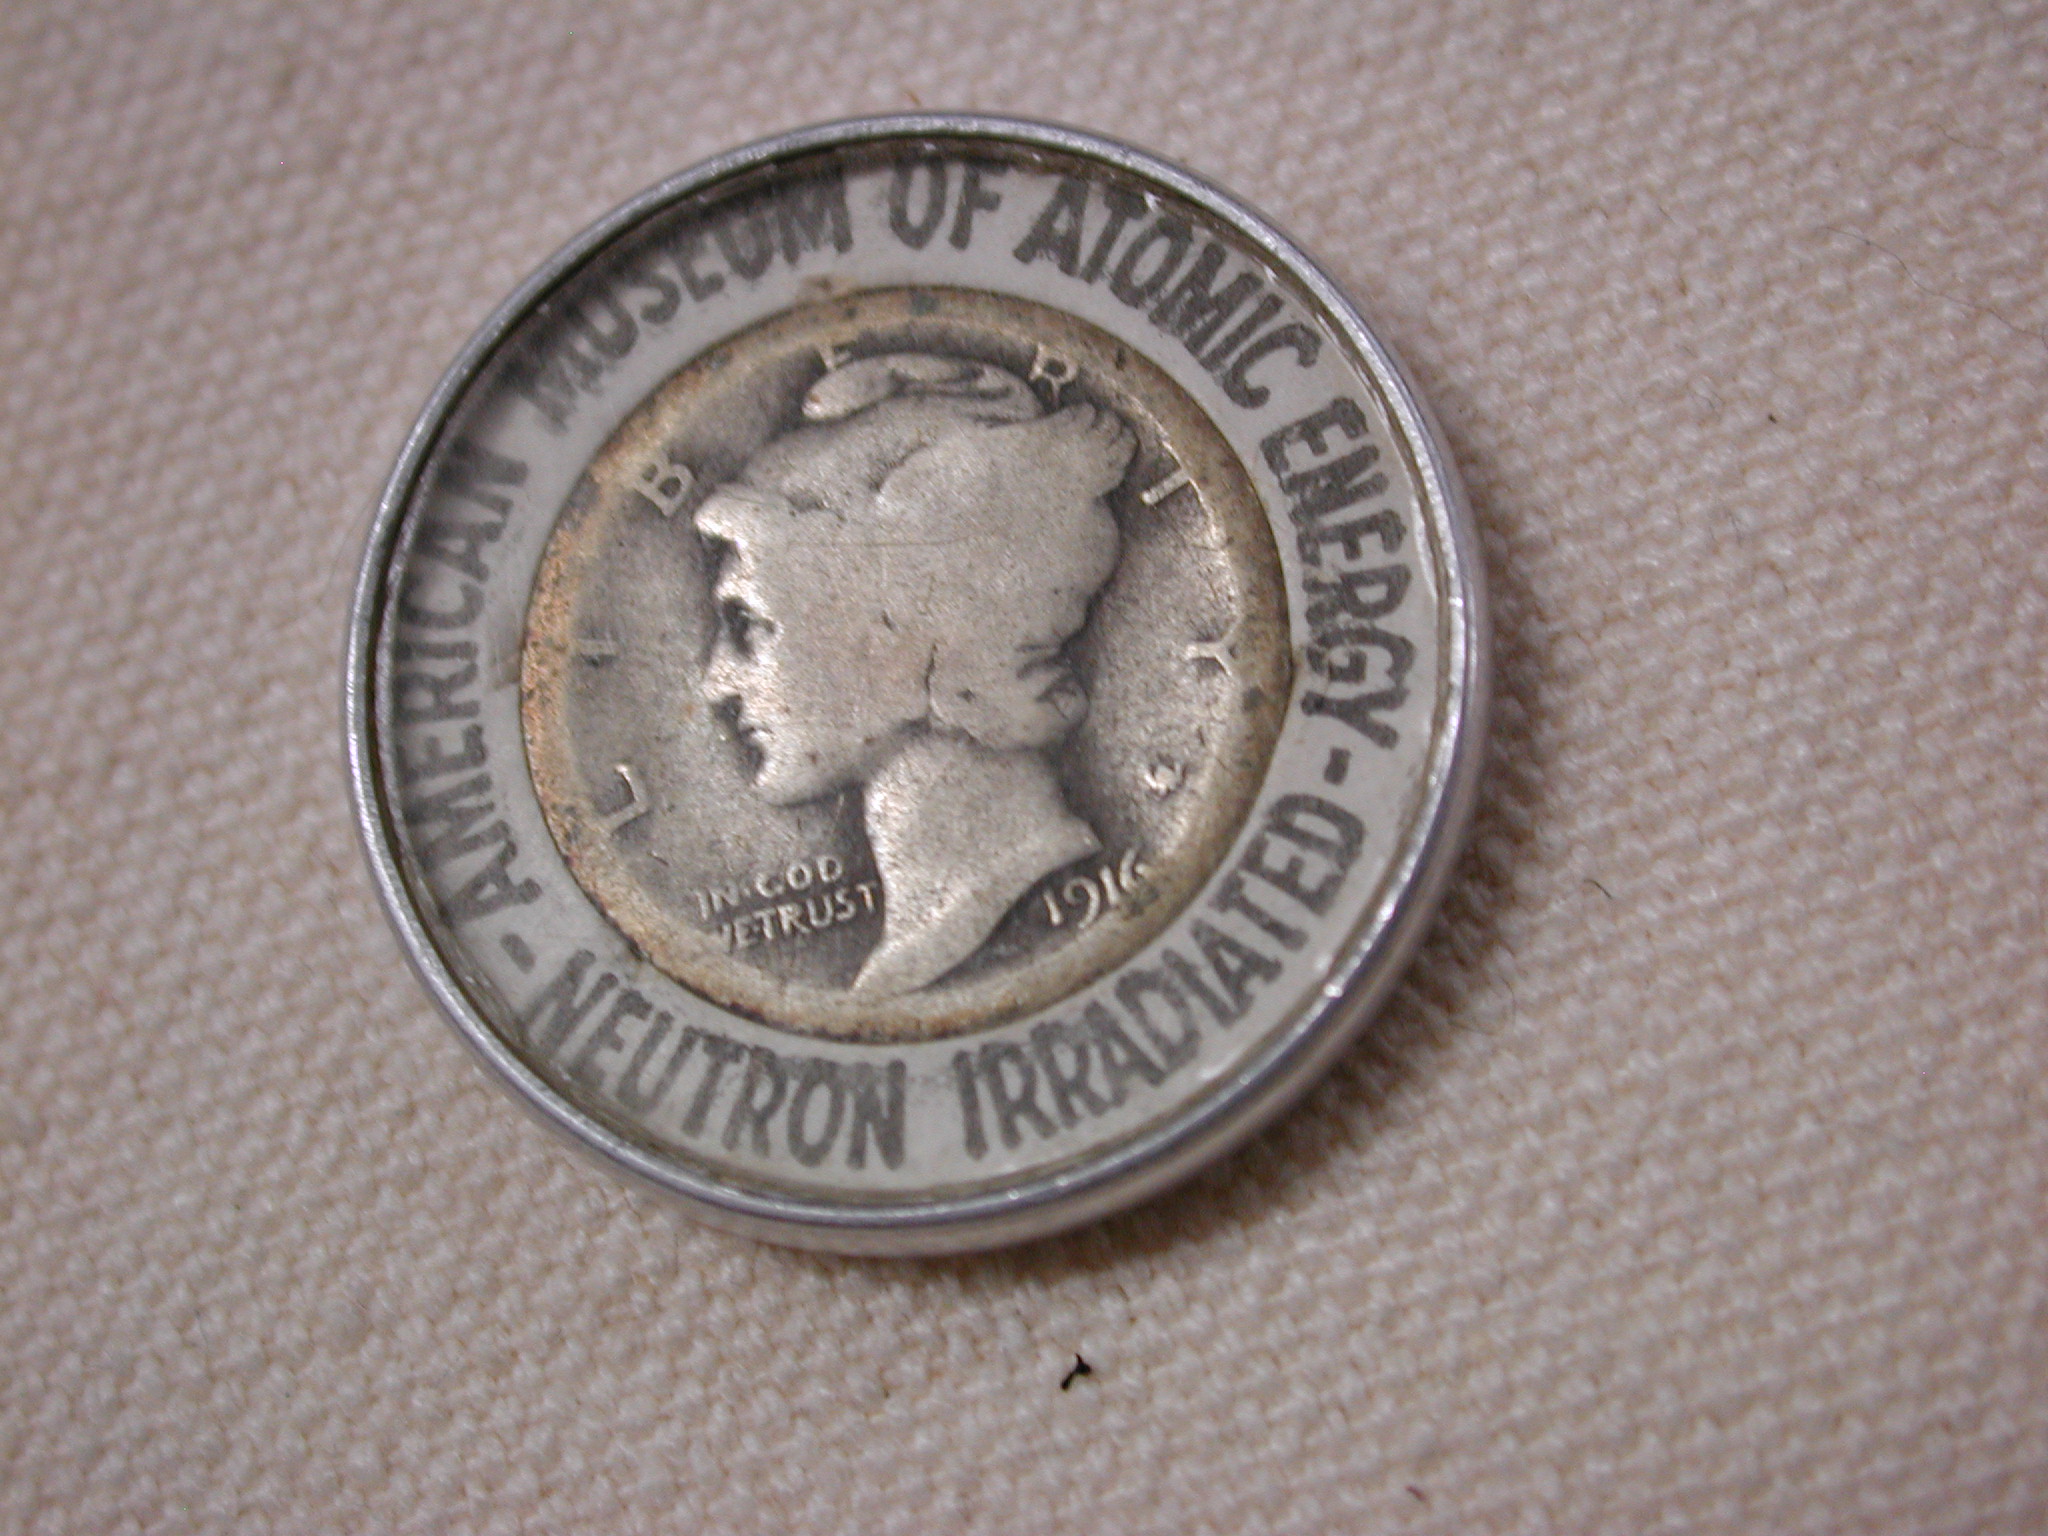 AMERICAN MUSEUM OF ATOMIC ENERGY - NEUTRON IRRADIATED -
LIBERTY
IN·GOD
WE TRUST
1916